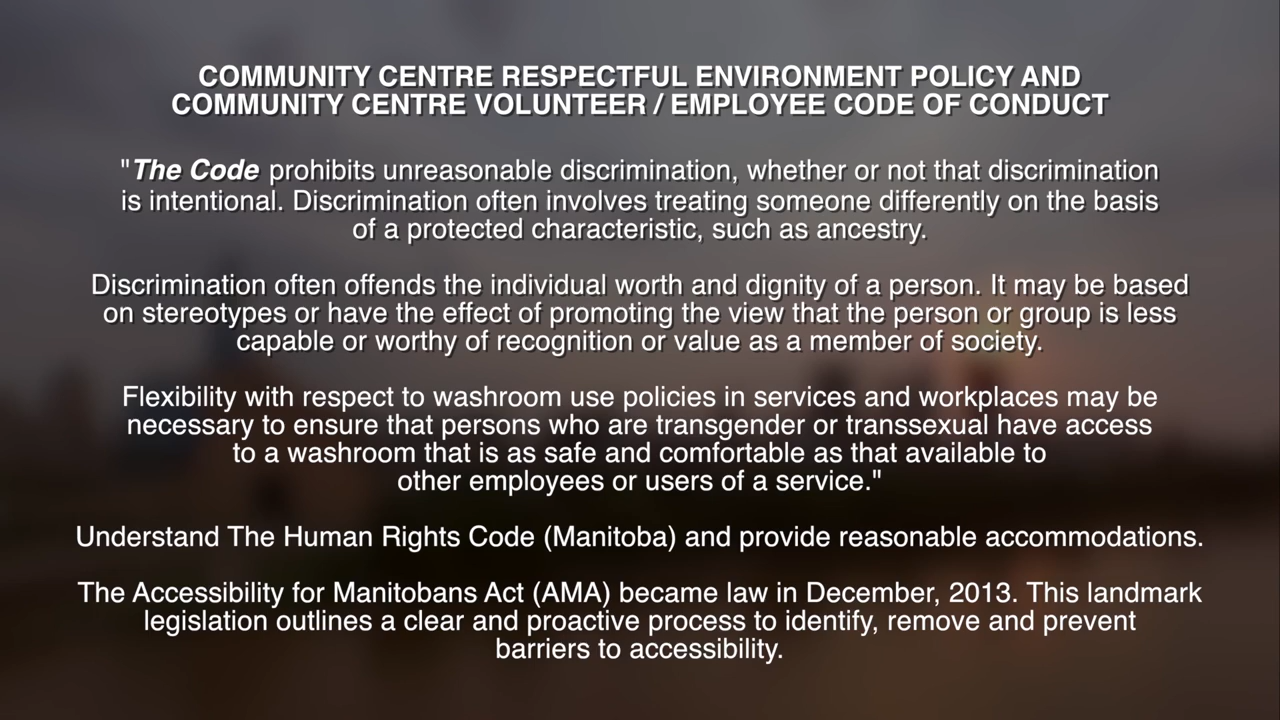 COMMUNITY CENTRE RESPECTFUL ENVIRONMENT POLICY AND
COMMUNITY CENTRE VOLUNTEER / EMPLOYEE CODE OF CONDUCT
"The Code prohibits unreasonable discrimination, whether or not that discrimination
is intentional. Discrimination often involves treating someone differently on the basis
of a protected characteristic, such as ancestry.
Discrimination often offends the individual worth and dignity of a person. It may be based
on stereotypes or have the effect of promoting the view that the person or group is less
capable or worthy of recognition or value as a member of society.
Flexibility with respect to washroom use policies in services and workplaces may be
necessary to ensure that persons who are transgender or transsexual have access
to a washroom that is as safe and comfortable as that available to
other employees or users of a service."
Understand The Human Rights Code (Manitoba) and provide reasonable accommodations.
The Accessibility for Manitobans Act (AMA) became law in December, 2013. This landmark
legislation outlines a clear and proactive process to identify, remove and prevent
barriers to accessibility.